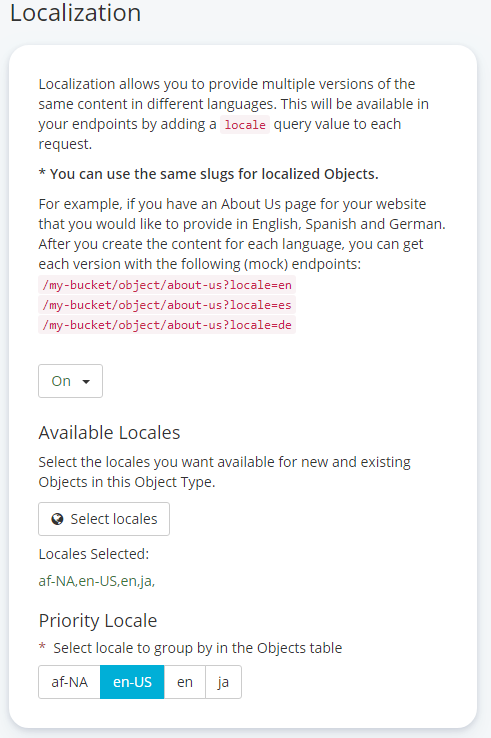 Localization
Localization allows you to provide multiple versions of the
same content in different languages. This will be available in
your endpoints by adding a locale query value to each
request.
* You can use the same slugs for localized Objects.
For example, if you have an About Us page for your website
that you would like to provide in English, Spanish and German.
After you create the content for each language, you can get
each version with the following (mock) endpoints:
/my-bucket/object/about-us?locale=en
/my-bucket/object/about-us?locale=es
/my-bucket/object/about-us?locale=de
On
Available Locales
Select the locales you want available for new and existing
Objects in this Object Type.
Select locales
Locales Selected:
af-NA,en-US,en,ja,
Priority Locale
* Select locale to group by in the Objects table
af-NA en-US en ja